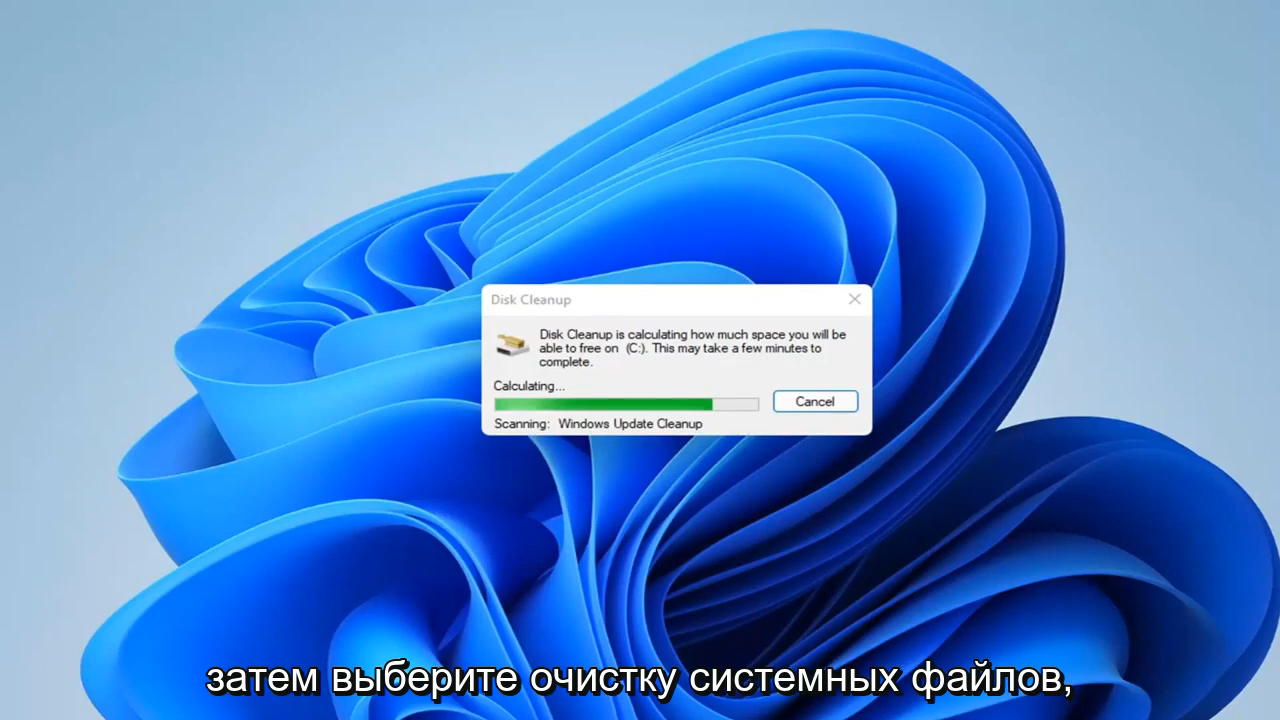 Disk Cleanup
Disk Cleanup is calculating how much space you will be
able to free on  (C:). This may take a few minutes to
complete.
Calculating...
Cancel
Scanning:   Windows Update Cleanup
затем выберите очистку системных файлов,